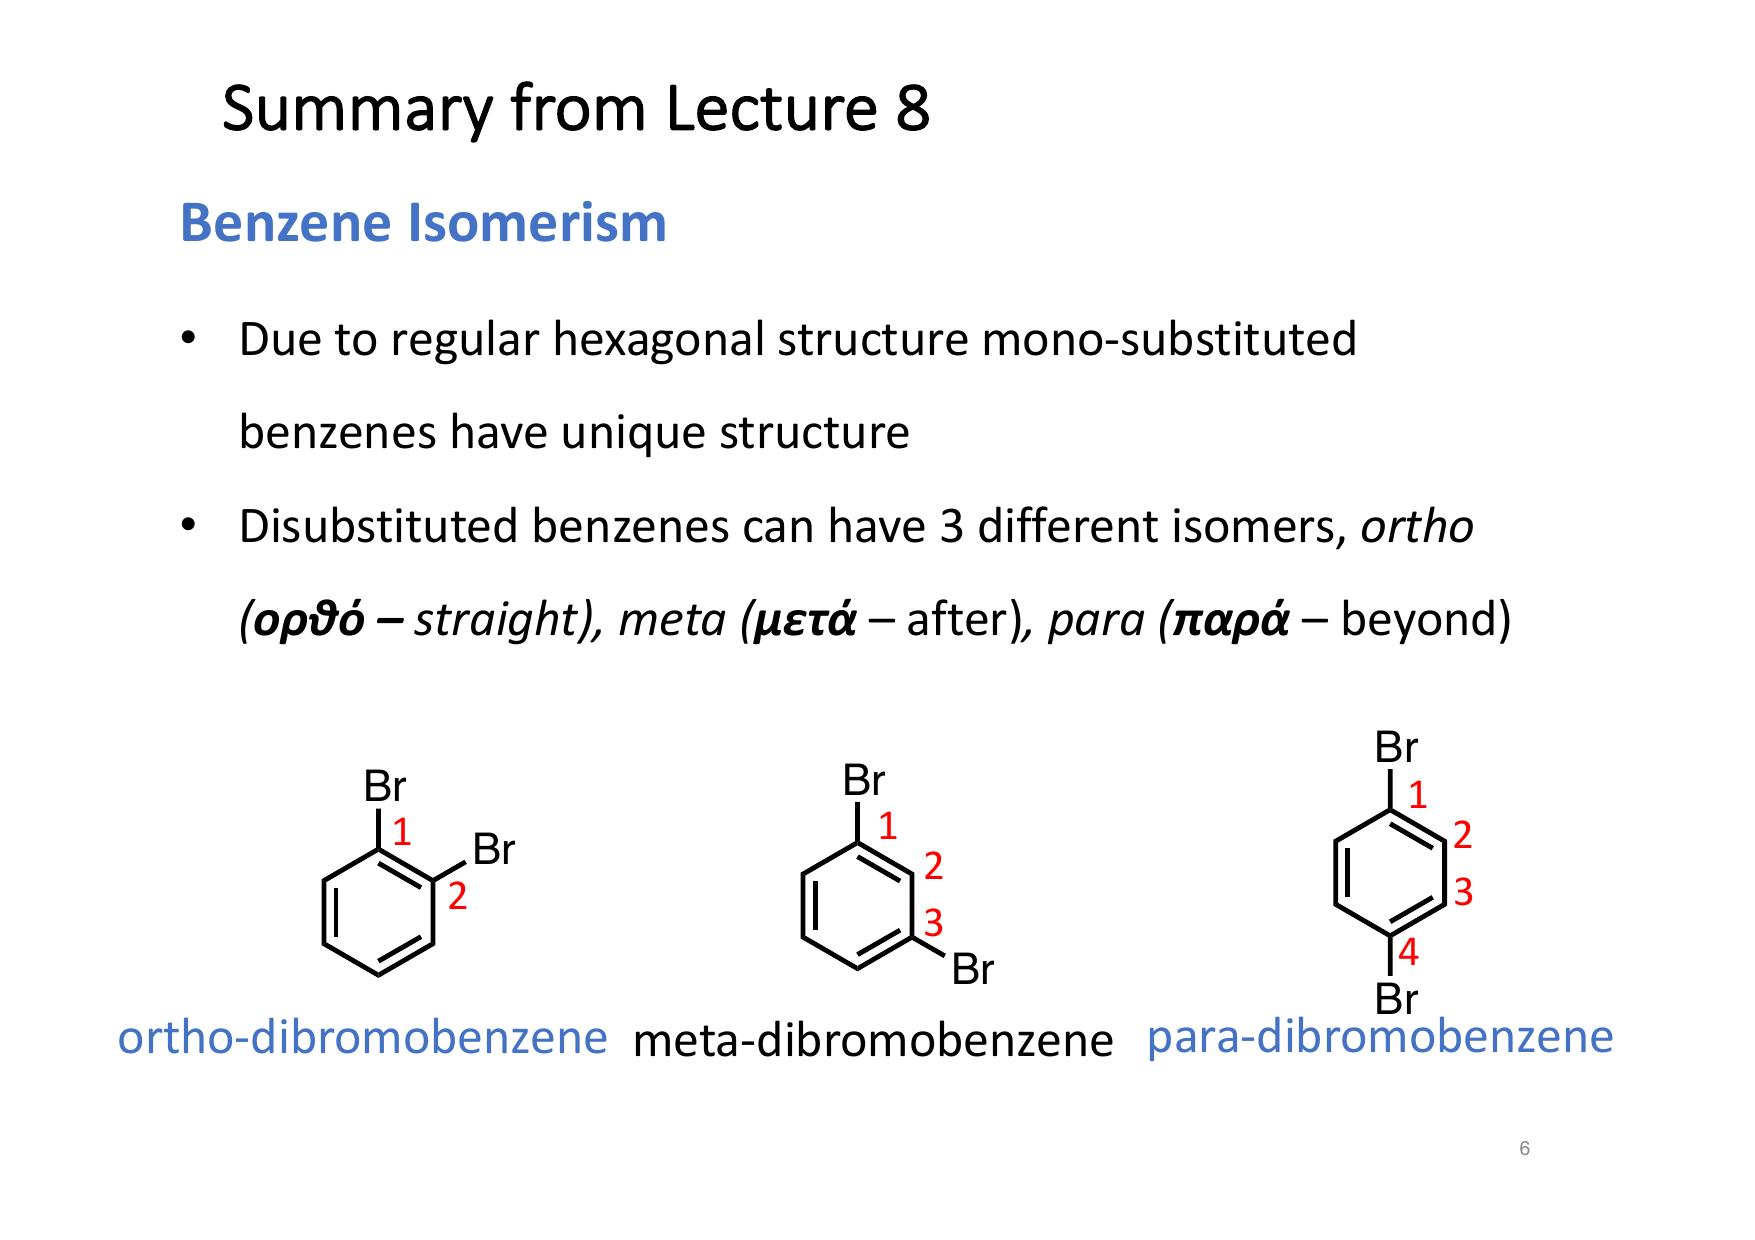 Summary from Lecture 8
Benzene Isomerism
• Due to regular hexagonal structure mono-substituted
benzenes have unique structure
• Disubstituted benzenes can have 3 different isomers, ortho
(ορθό – straight), meta (μετά – after), para (παρά – beyond)
Br
1
Br
2
ortho-dibromobenzene
Br
1
2
3
Br
meta-dibromobenzene
Br
1
2
3
4
Br
para-dibromobenzene
6